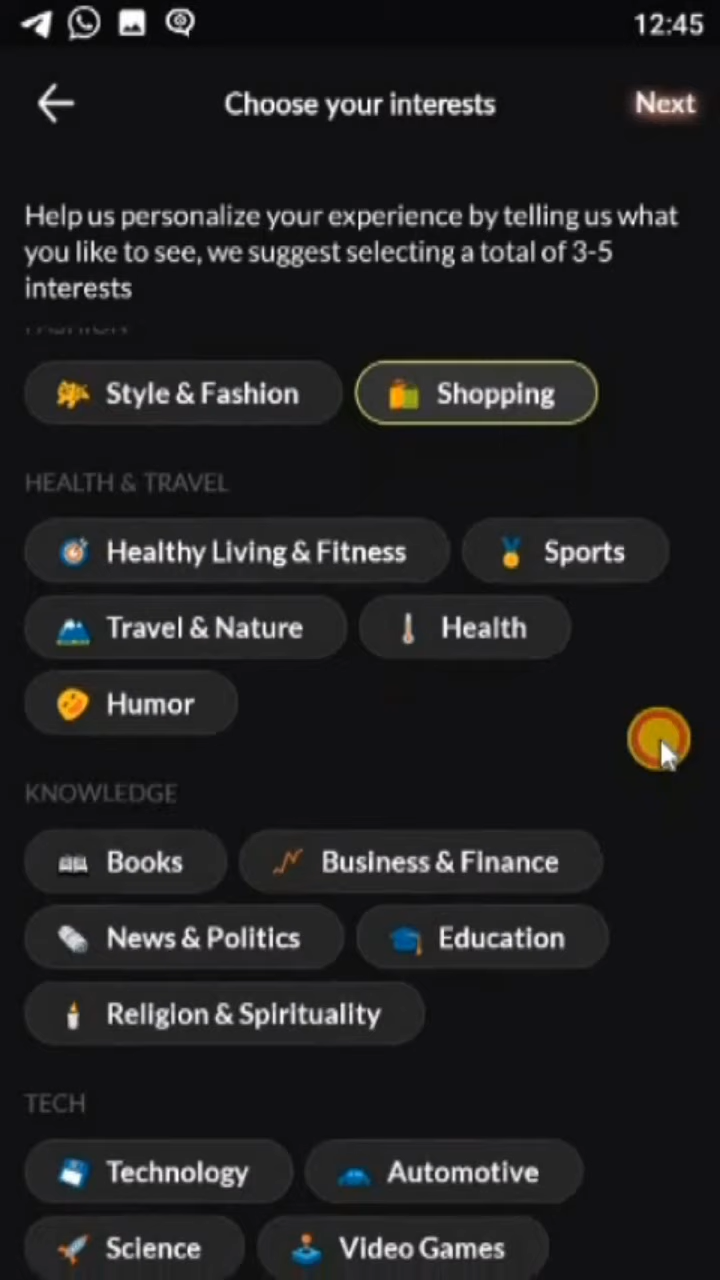 12:45
Choose your interests
Next
Help us personalize your experience by telling us what
you like to see, we suggest selecting a total of 3-5
interests
Style & Fashion
Shopping
HEALTH & TRAVEL
Healthy Living & Fitness
Sports
Travel & Nature
Health
Humor
KNOWLEDGE
Books
Business & Finance
News & Politics
Education
Religion & Spirituality
TECH
Technology
Automotive
Science
Video Games